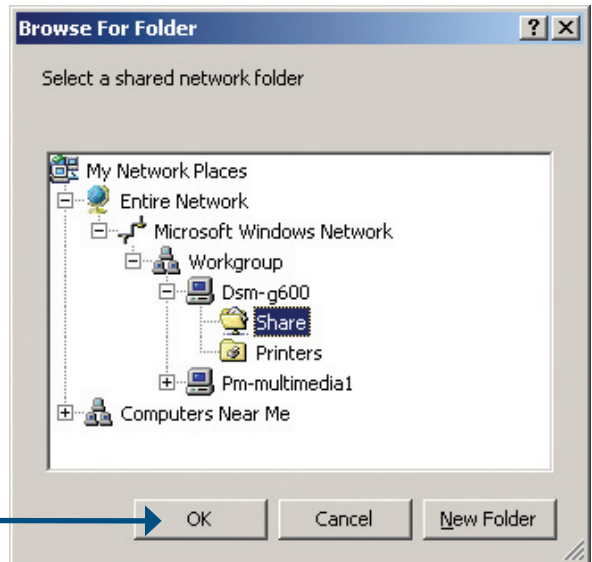 Browse For Folder
Select a shared network folder
My Network Places
Entire Network
Microsoft Windows Network
Workgroup
Dsm-g600
Share
Printers
Pm-multimedia1
Computers Near Me
OK Cancel New Folder